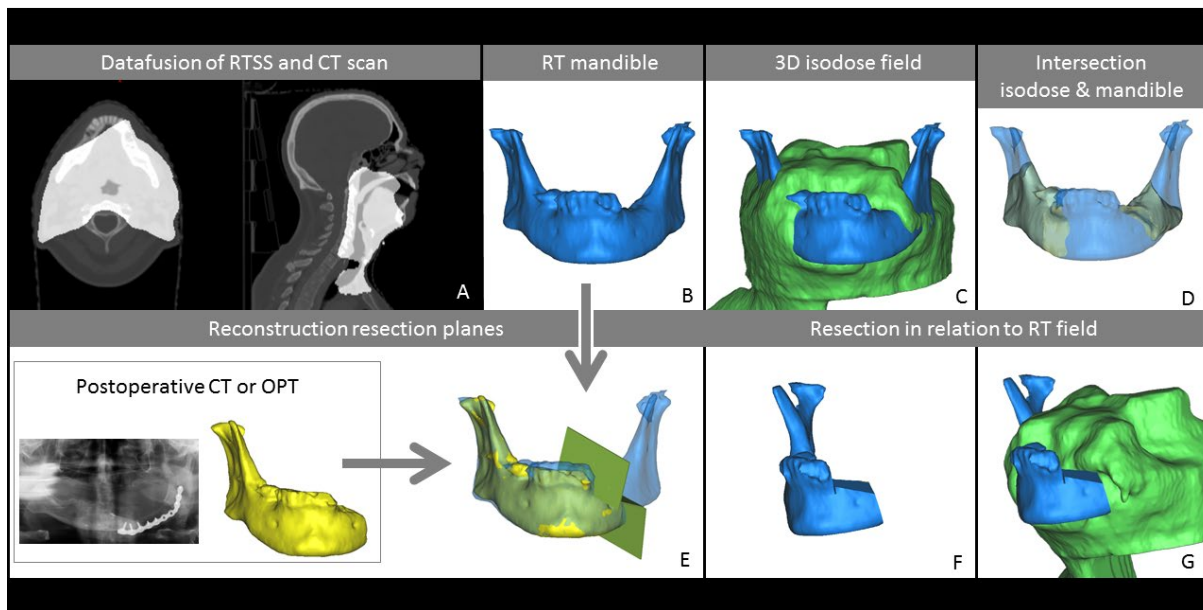 Datafusion of RTSS and CT scan
RT mandible
3D isodose field
Intersection
isodose & mandible
A
B
C
D
Reconstruction resection planes
Resection in relation to RT field
Postoperative CT or OPT
E
F
G